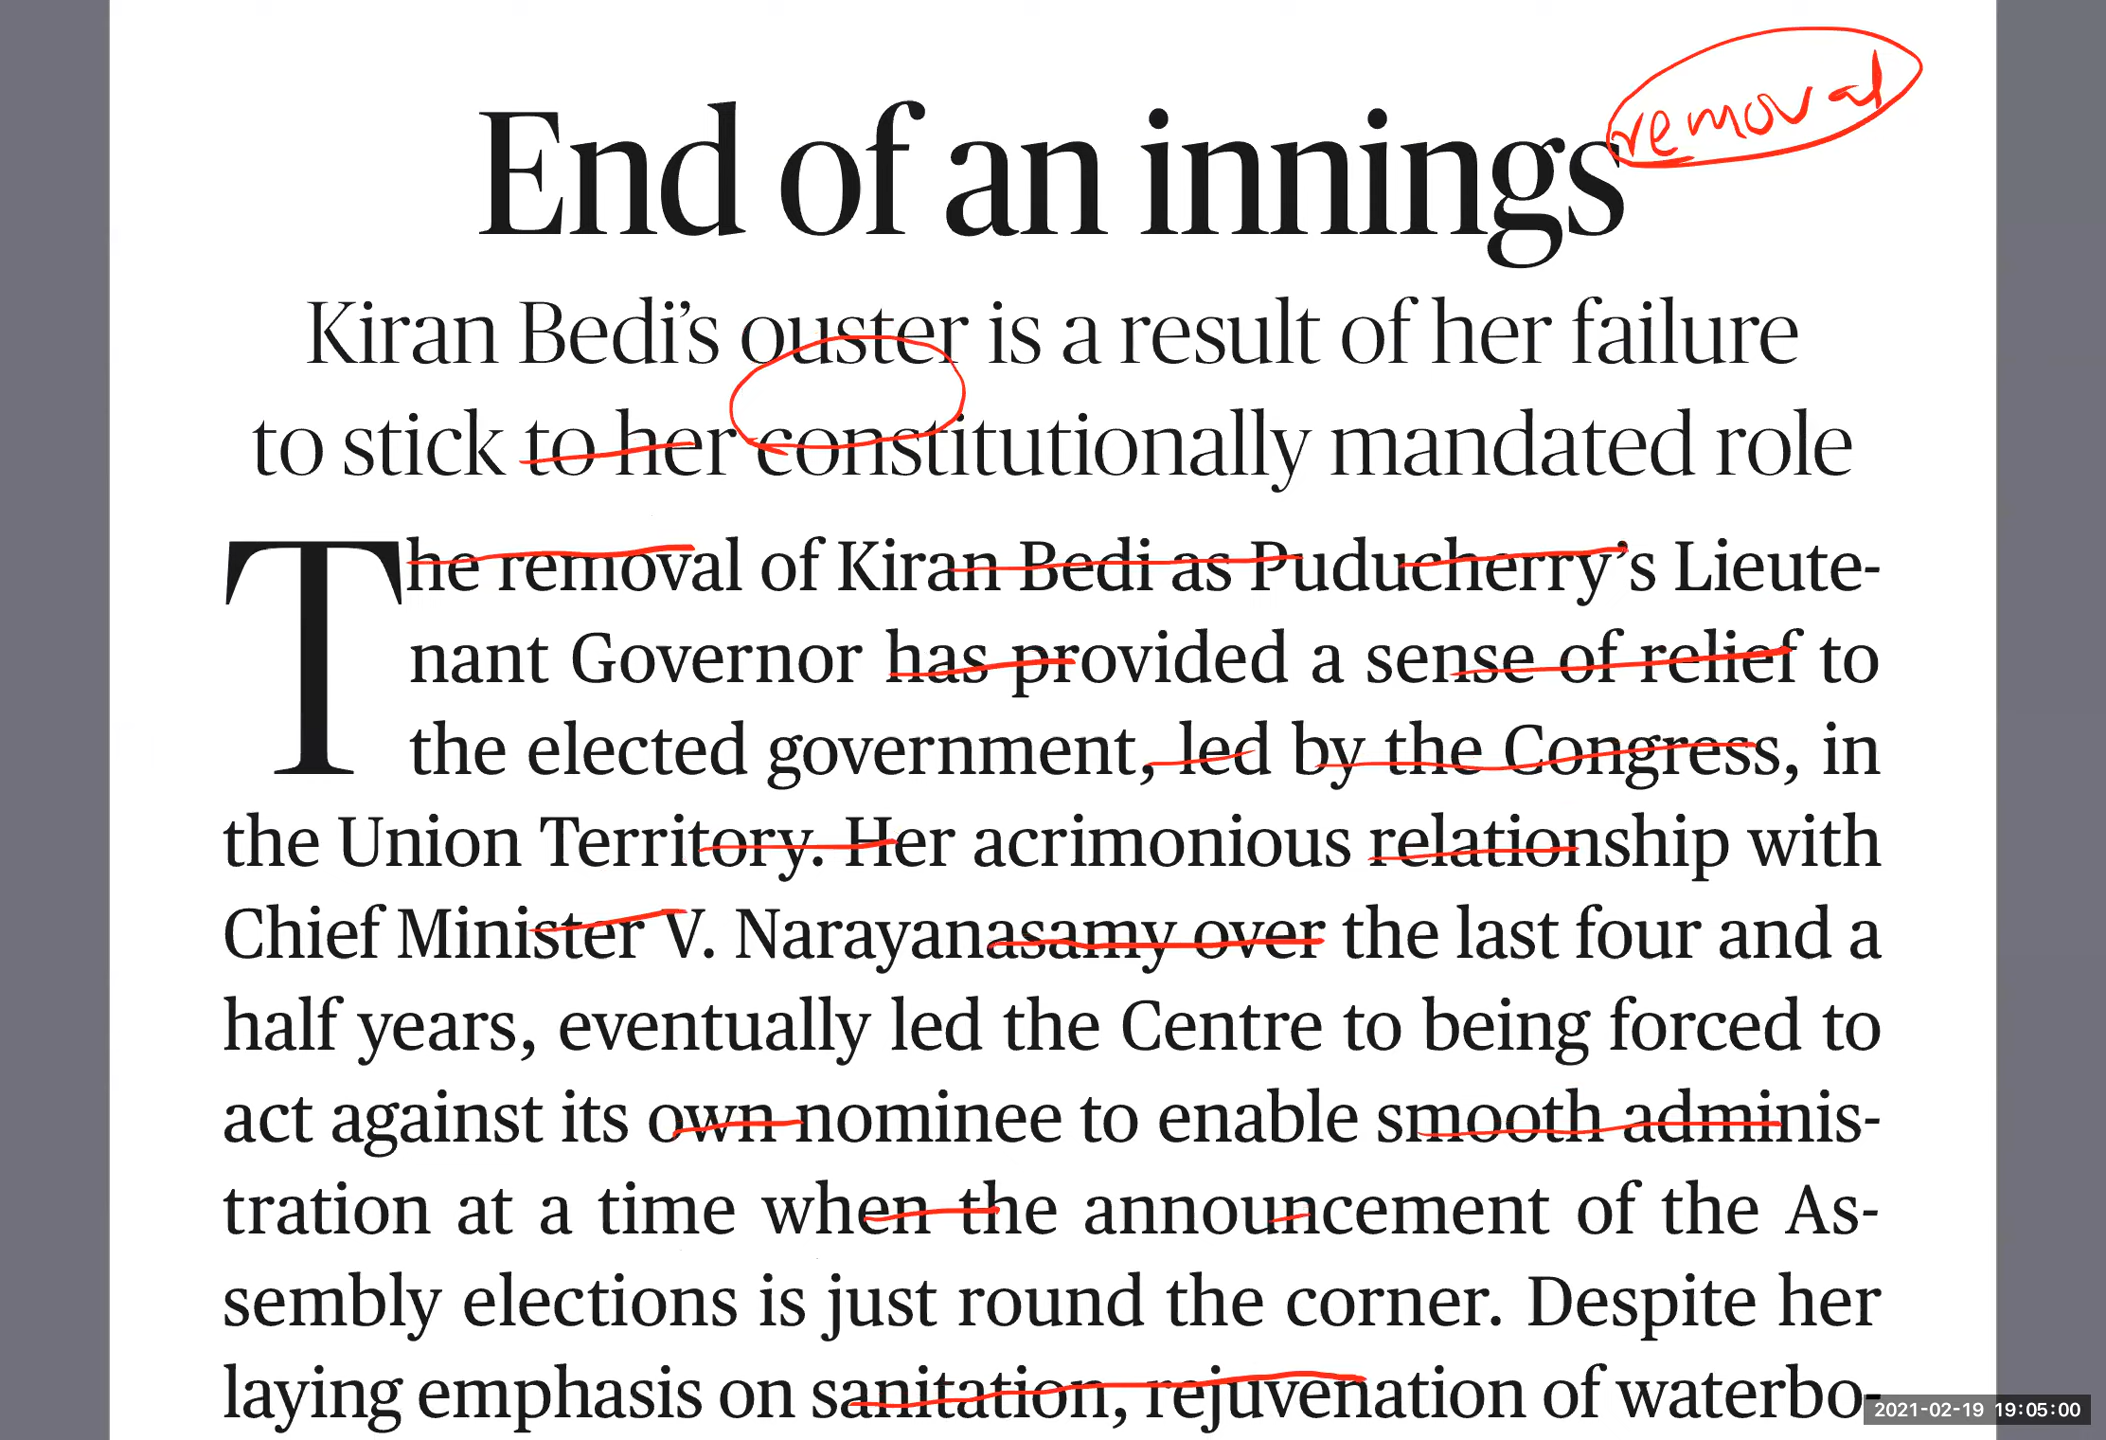 removal
End of an innings
Kiran Bedi’s ouster is a result of her failure
to stick to her constitutionally mandated role
The removal of Kiran Bedi as Puducherry’s Lieute-
nant Governor has provided a sense of relief to
the elected government, led by the Congress, in
the Union Territory. Her acrimonious relationship with
Chief Minister V. Narayanasamy over the last four and a
half years, eventually led the Centre to being forced to
act against its own nominee to enable smooth adminis-
tration at a time when the announcement of the As-
sembly elections is just round the corner. Despite her
laying emphasis on sanitation, rejuvenation of waterbo-
2021-02-19 19:05:00